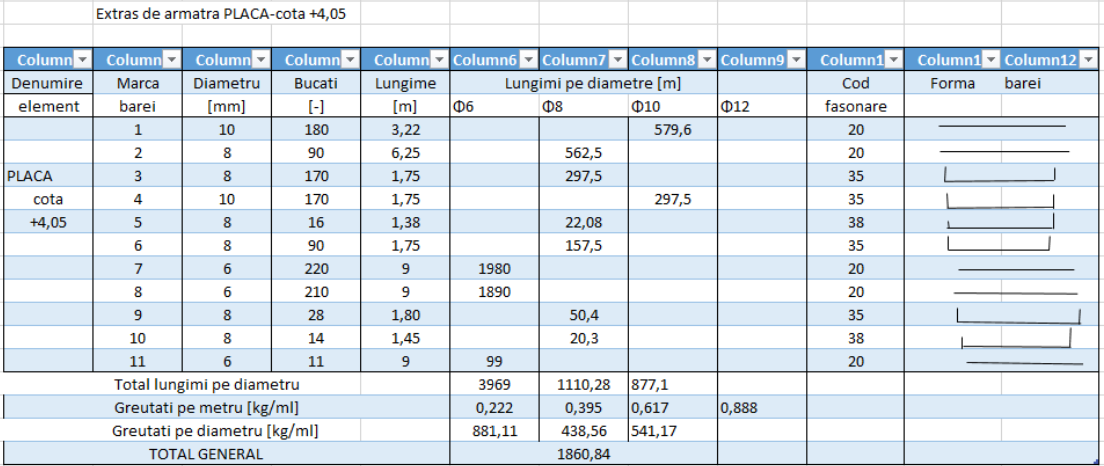 Extras de armatra PLACA-cota +4,05
Column Column Column Column Column Column6 Column7 Column8 Column9 Column1 Column1 Column12
Denumire Marca Diametru Bucati Lungime Lungimi pe diametre [m] Cod Forma barei
element barei [mm] [-] [m] Φ6 Φ8 Φ10 Φ12 fasonare
1 10 180 3,22 579,6 20
2 8 90 6,25 562,5 20
PLACA 3 8 170 1,75 297,5 35
cota 4 10 170 1,75 297,5 35
+4,05 5 8 16 1,38 22,08 38
6 8 90 1,75 157,5 35
7 6 220 9 1980 20
8 6 210 9 1890 20
9 8 28 1,80 50,4 35
10 8 14 1,45 20,3 38
11 6 11 9 99 20
Total lungimi pe diametru 3969 1110,28 877,1
Greutati pe metru [kg/ml] 0,222 0,395 0,617 0,888
Greutati pe diametru [kg/ml] 881,11 438,56 541,17
TOTAL GENERAL 1860,84